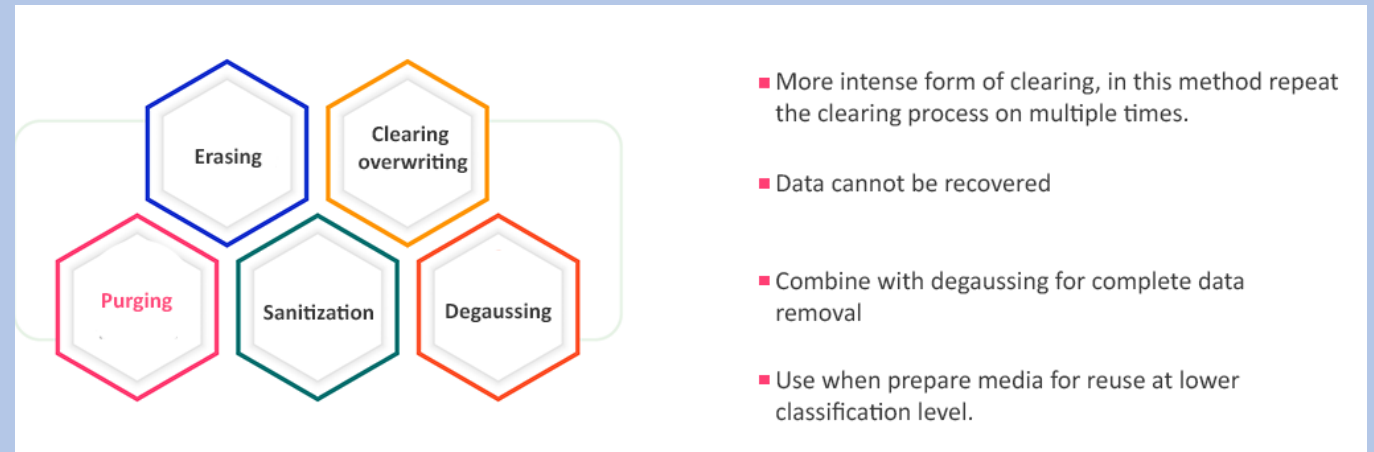 Erasing
Clearing
overwriting
Purging
Sanitization
Degaussing
More intense form of clearing, in this method repeat
the clearing process on multiple times.
Data cannot be recovered
Combine with degaussing for complete data
removal
Use when prepare media for reuse at lower
classification level.